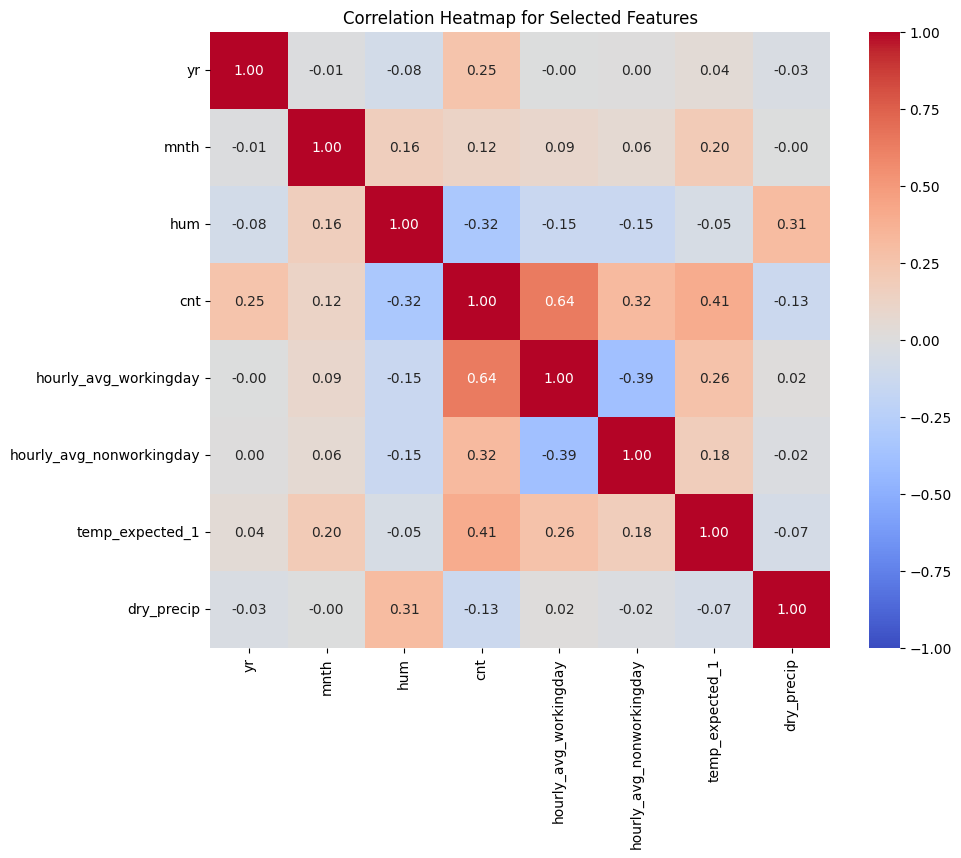 Correlation Heatmap for Selected Features
yr 1.00 -0.01 -0.08 0.25 -0.00 0.00 0.04 -0.03
mnth -0.01 1.00 0.16 0.12 0.09 0.06 0.20 -0.00
hum -0.08 0.16 1.00 -0.32 -0.15 -0.15 -0.05 0.31
cnt 0.25 0.12 -0.32 1.00 0.64 0.32 0.41 -0.13
hourly_avg_workingday -0.00 0.09 -0.15 0.64 1.00 -0.39 0.26 0.02
hourly_avg_nonworkingday 0.00 0.06 -0.15 0.32 -0.39 1.00 0.18 -0.02
temp_expected_1 0.04 0.20 -0.05 0.41 0.26 0.18 1.00 -0.07
dry_precip -0.03 -0.00 0.31 -0.13 0.02 -0.02 -0.07 1.00
yr
mnth
hum
cnt
hourly_avg_workingday
hourly_avg_nonworkingday
temp_expected_1
dry_precip
1.00
0.75
0.50
0.25
0.00
−0.25
−0.50
−0.75
−1.00